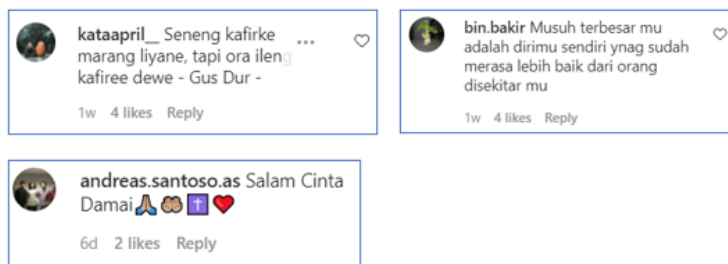 kataapril__ Seneng kafirke
marang liyane, tapi ora ileng
kafiree dewe - Gus Dur -
1w 4 likes Reply
bin.bakir Musuh terbesar mu
adalah dirimu sendiri ynag sudah
merasa lebih baik dari orang
disekitar mu
1w 4 likes Reply
andreas.santoso.as Salam Cinta
Damai🙏🏽🤲🏽✝️❤️
6d 2 likes Reply